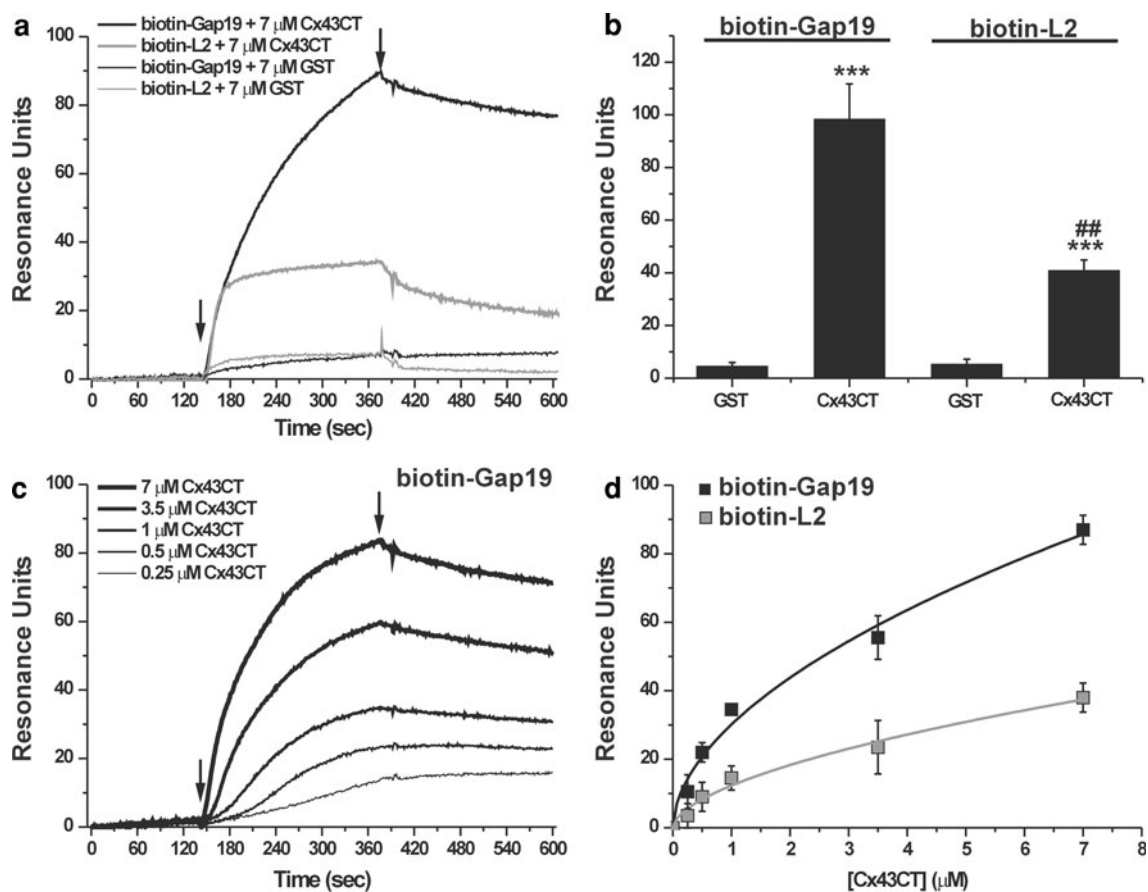 a
biotin-Gap19 + 7 µM Cx43CT
biotin-L2 + 7 µM Cx43CT
biotin-Gap19 + 7 µM GST
biotin-L2 + 7 µM GST
Resonance Units
100
80
60
40
20
0
0 60 120 180 240 300 360 420 480 540 600
Time (sec)
b
biotin-Gap19
biotin-L2
Resonance Units
120
100
80
60
40
20
0
***
##
***
GST Cx43CT GST Cx43CT
c
biotin-Gap19
7 µM Cx43CT
3.5 µM Cx43CT
1 µM Cx43CT
0.5 µM Cx43CT
0.25 µM Cx43CT
Resonance Units
100
80
60
40
20
0
0 60 120 180 240 300 360 420 480 540 600
Time (sec)
d
biotin-Gap19
biotin-L2
Resonance Units
100
80
60
40
20
0
0 1 2 3 4 5 6 7 8
[Cx43CT] (µM)